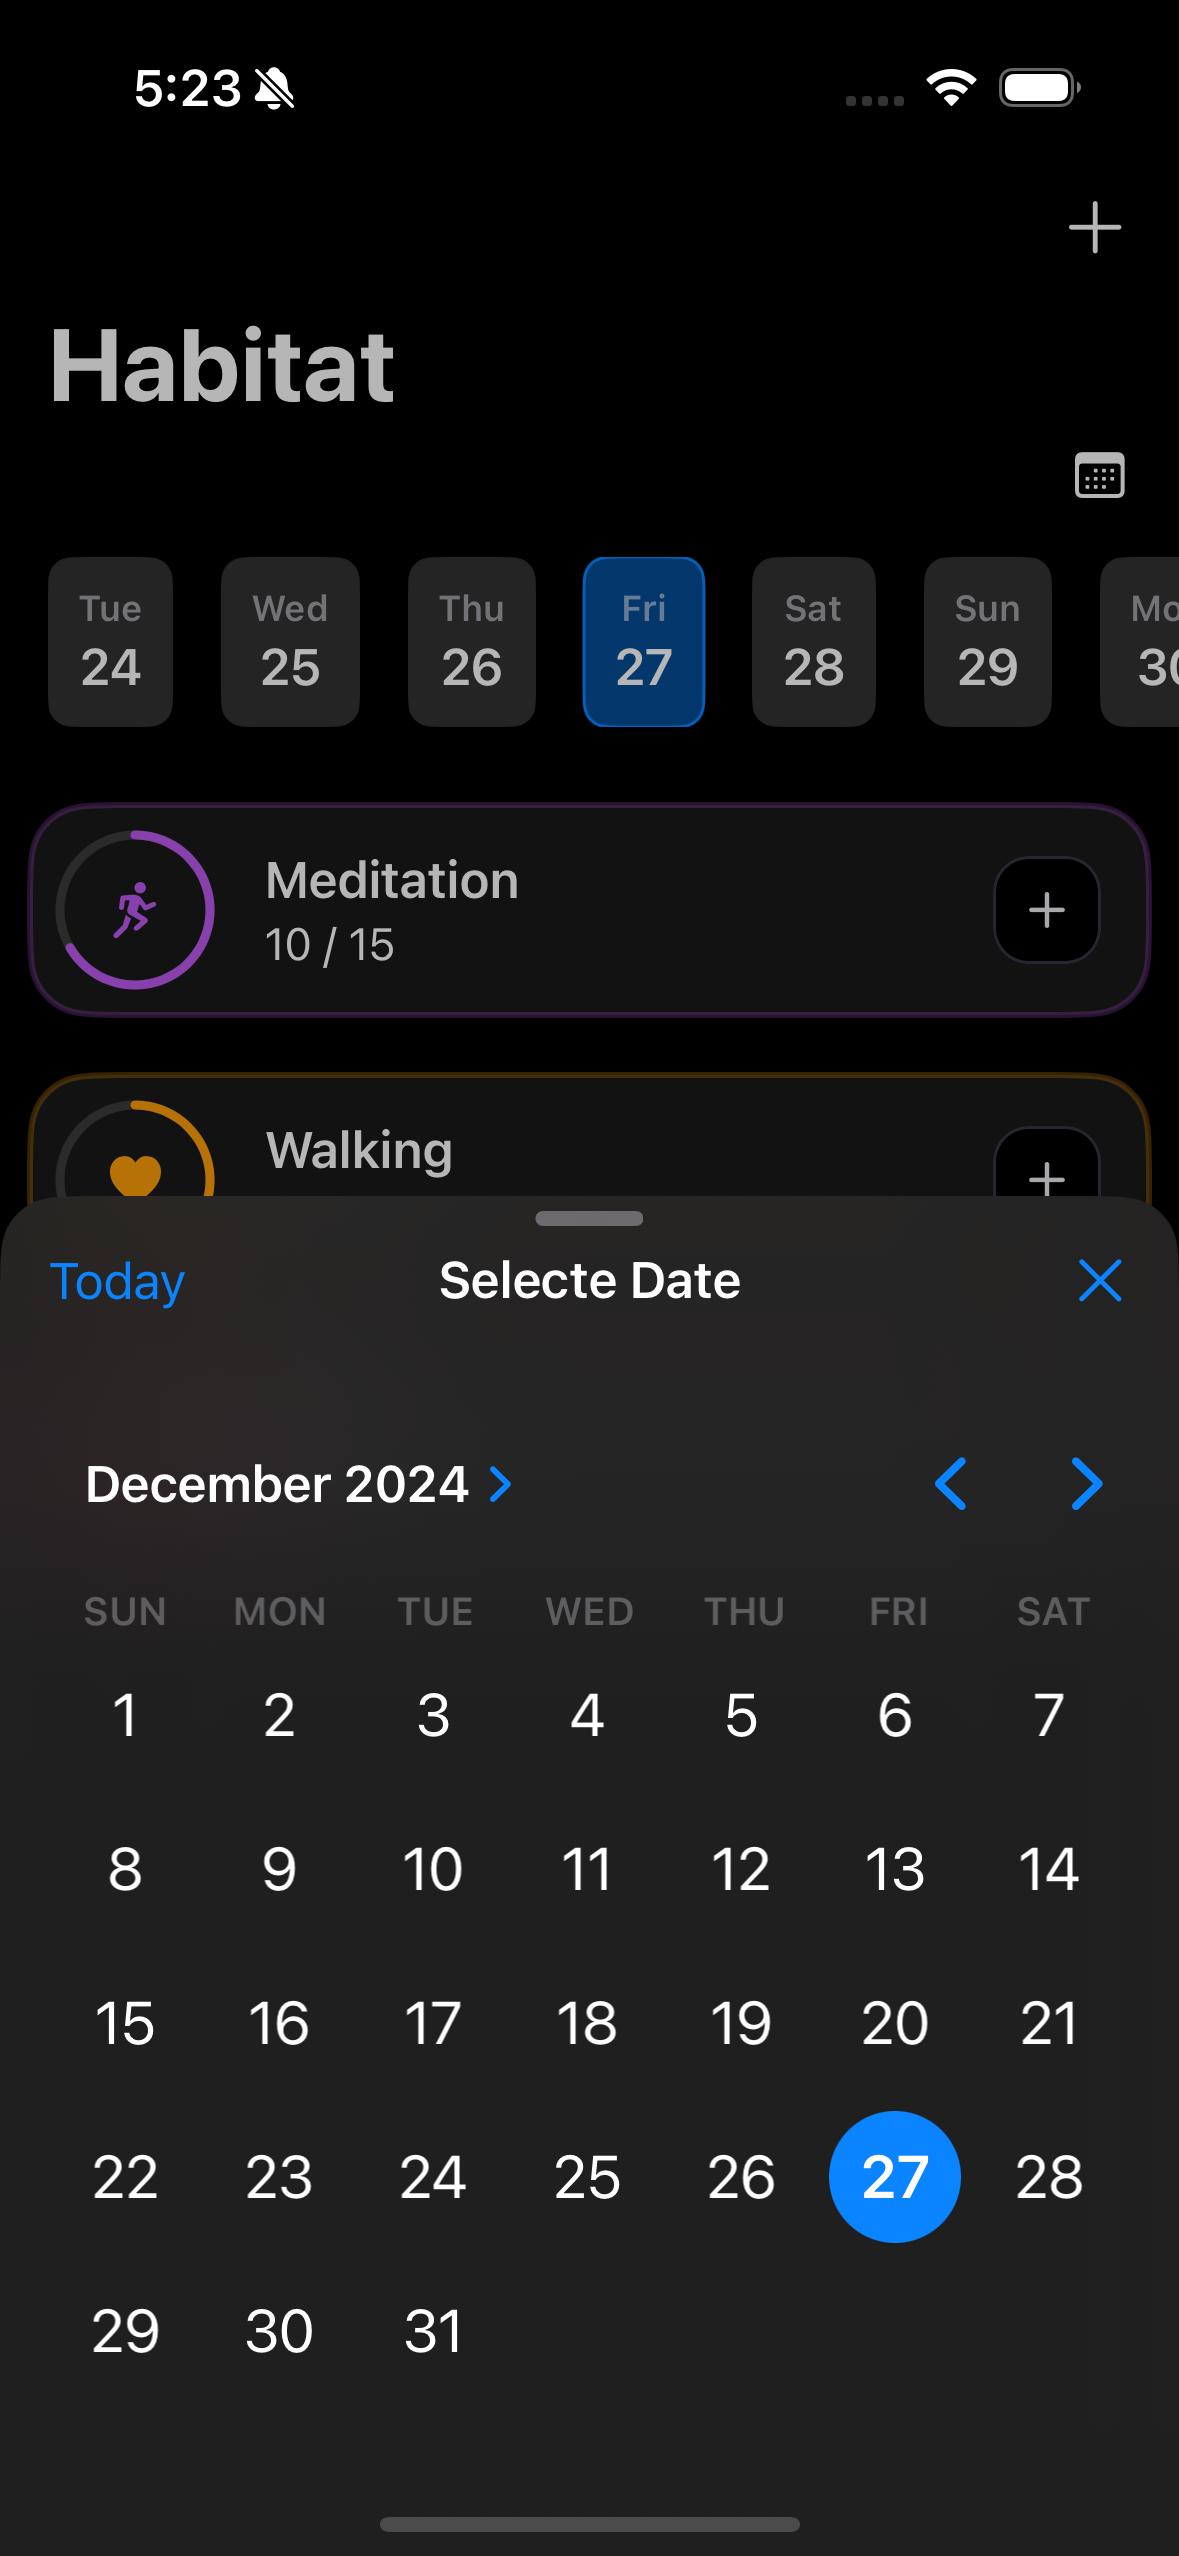 5:23
Habitat
Tue Wed Thu Fri Sat Sun
24 25 26 27 28 29
Meditation
10 / 15
Walking
Today Selecte Date
December 2024
SUN MON TUE WED THU FRI SAT
1 2 3 4 5 6 7
8 9 10 11 12 13 14
15 16 17 18 19 20 21
22 23 24 25 26 27 28
29 30 31